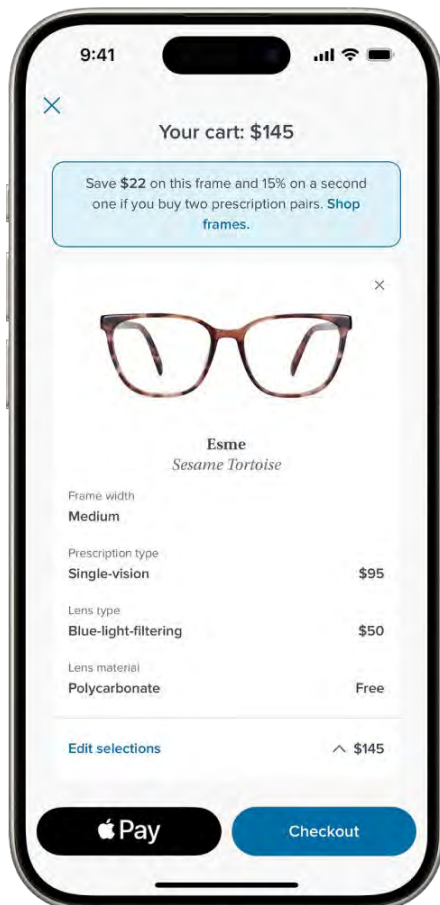 9:41
Your cart: $145
Save $22 on this frame and 15% on a second
one if you buy two prescription pairs. Shop
frames.
Esme
Sesame Tortoise
Frame width
Medium
Prescription type
Single-vision $95
Lens type
Blue-light-filtering $50
Lens material
Polycarbonate Free
Edit selections $145
Pay Checkout